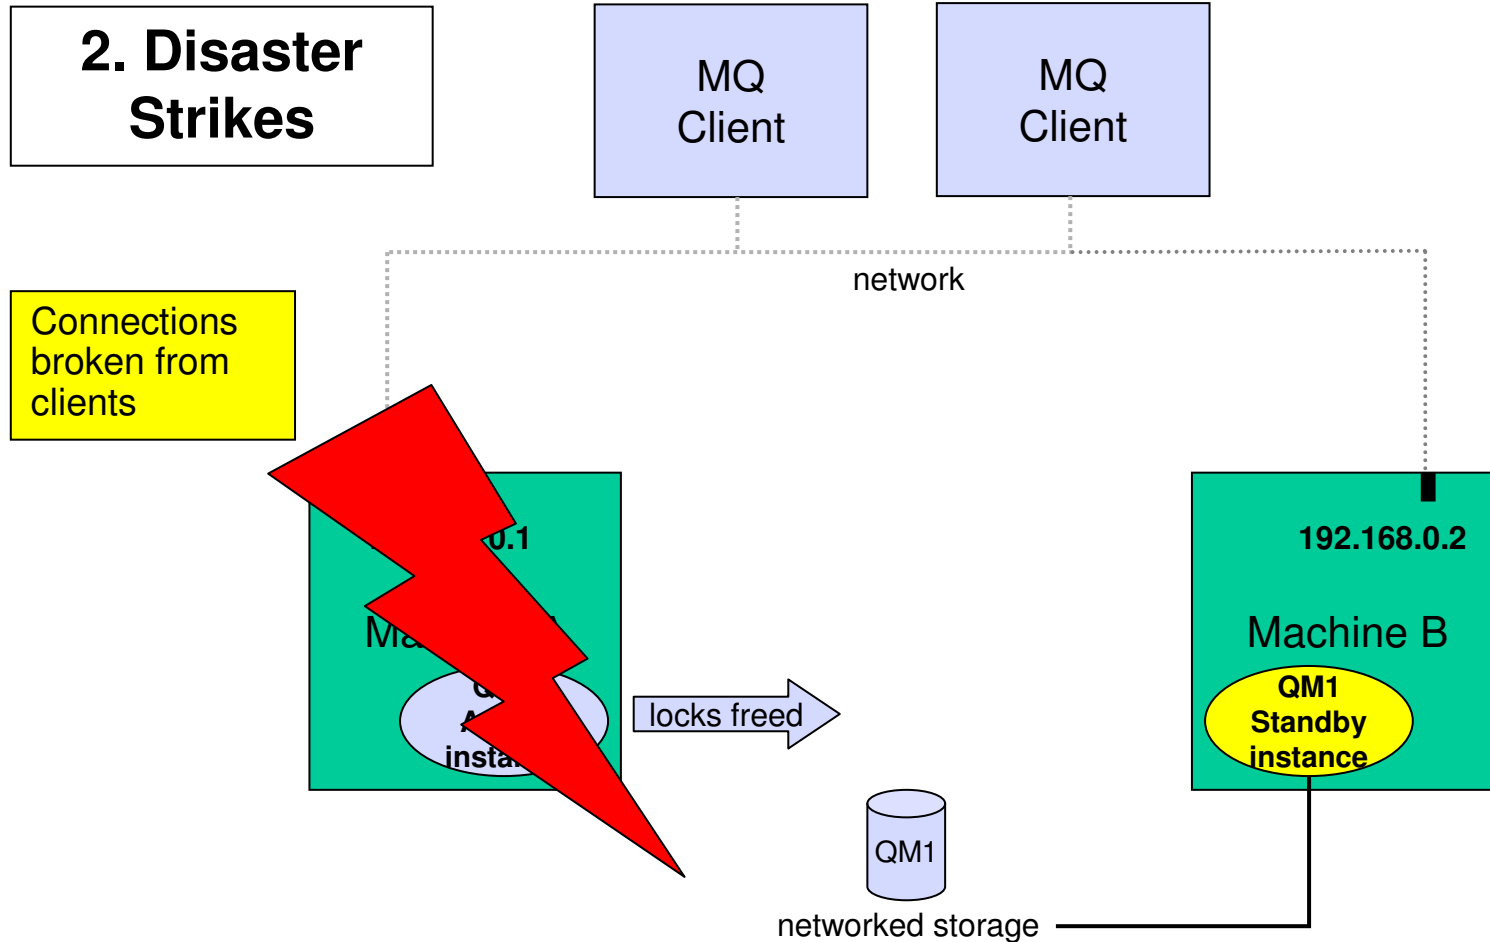 2. Disaster
Strikes
MQ
Client
MQ
Client
network
Connections
broken from
clients
0.1
192.168.0.2
Machine B
QM1
Standby
instance
locks freed
QM1
networked storage